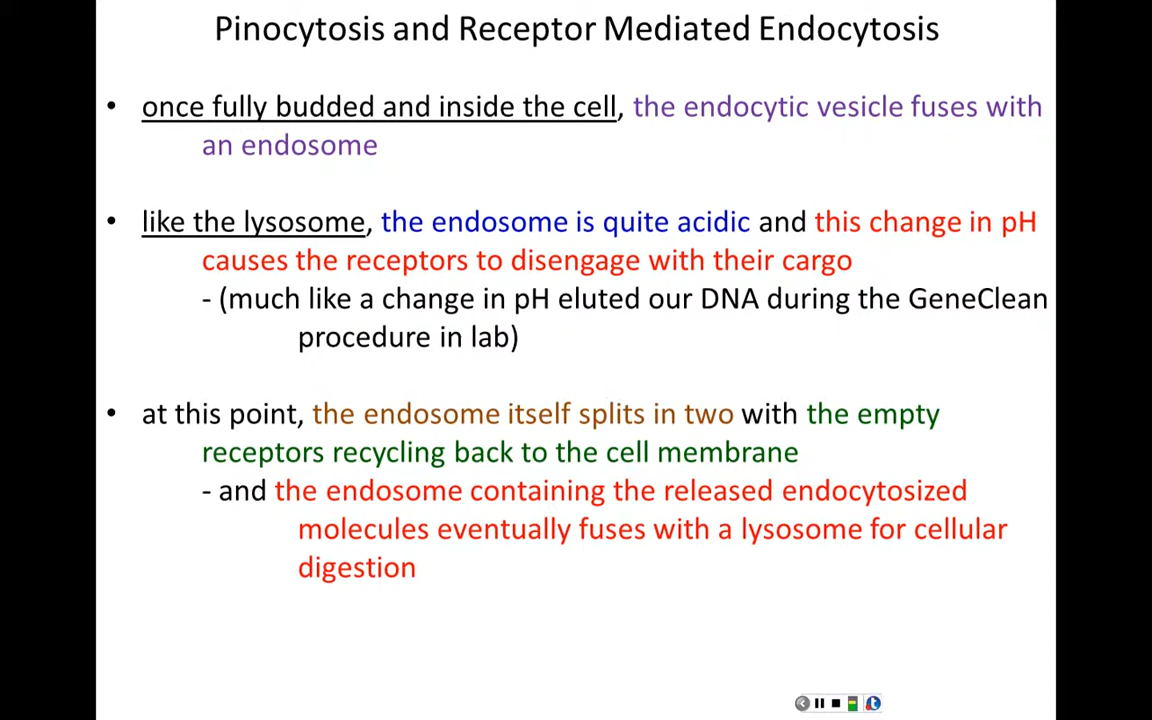 Pinocytosis and Receptor Mediated Endocytosis
• once fully budded and inside the cell, the endocytic vesicle fuses with
an endosome
• like the lysosome, the endosome is quite acidic and this change in pH
causes the receptors to disengage with their cargo
- (much like a change in pH eluted our DNA during the GeneClean
procedure in lab)
• at this point, the endosome itself splits in two with the empty
receptors recycling back to the cell membrane
- and the endosome containing the released endocytosized
molecules eventually fuses with a lysosome for cellular
digestion